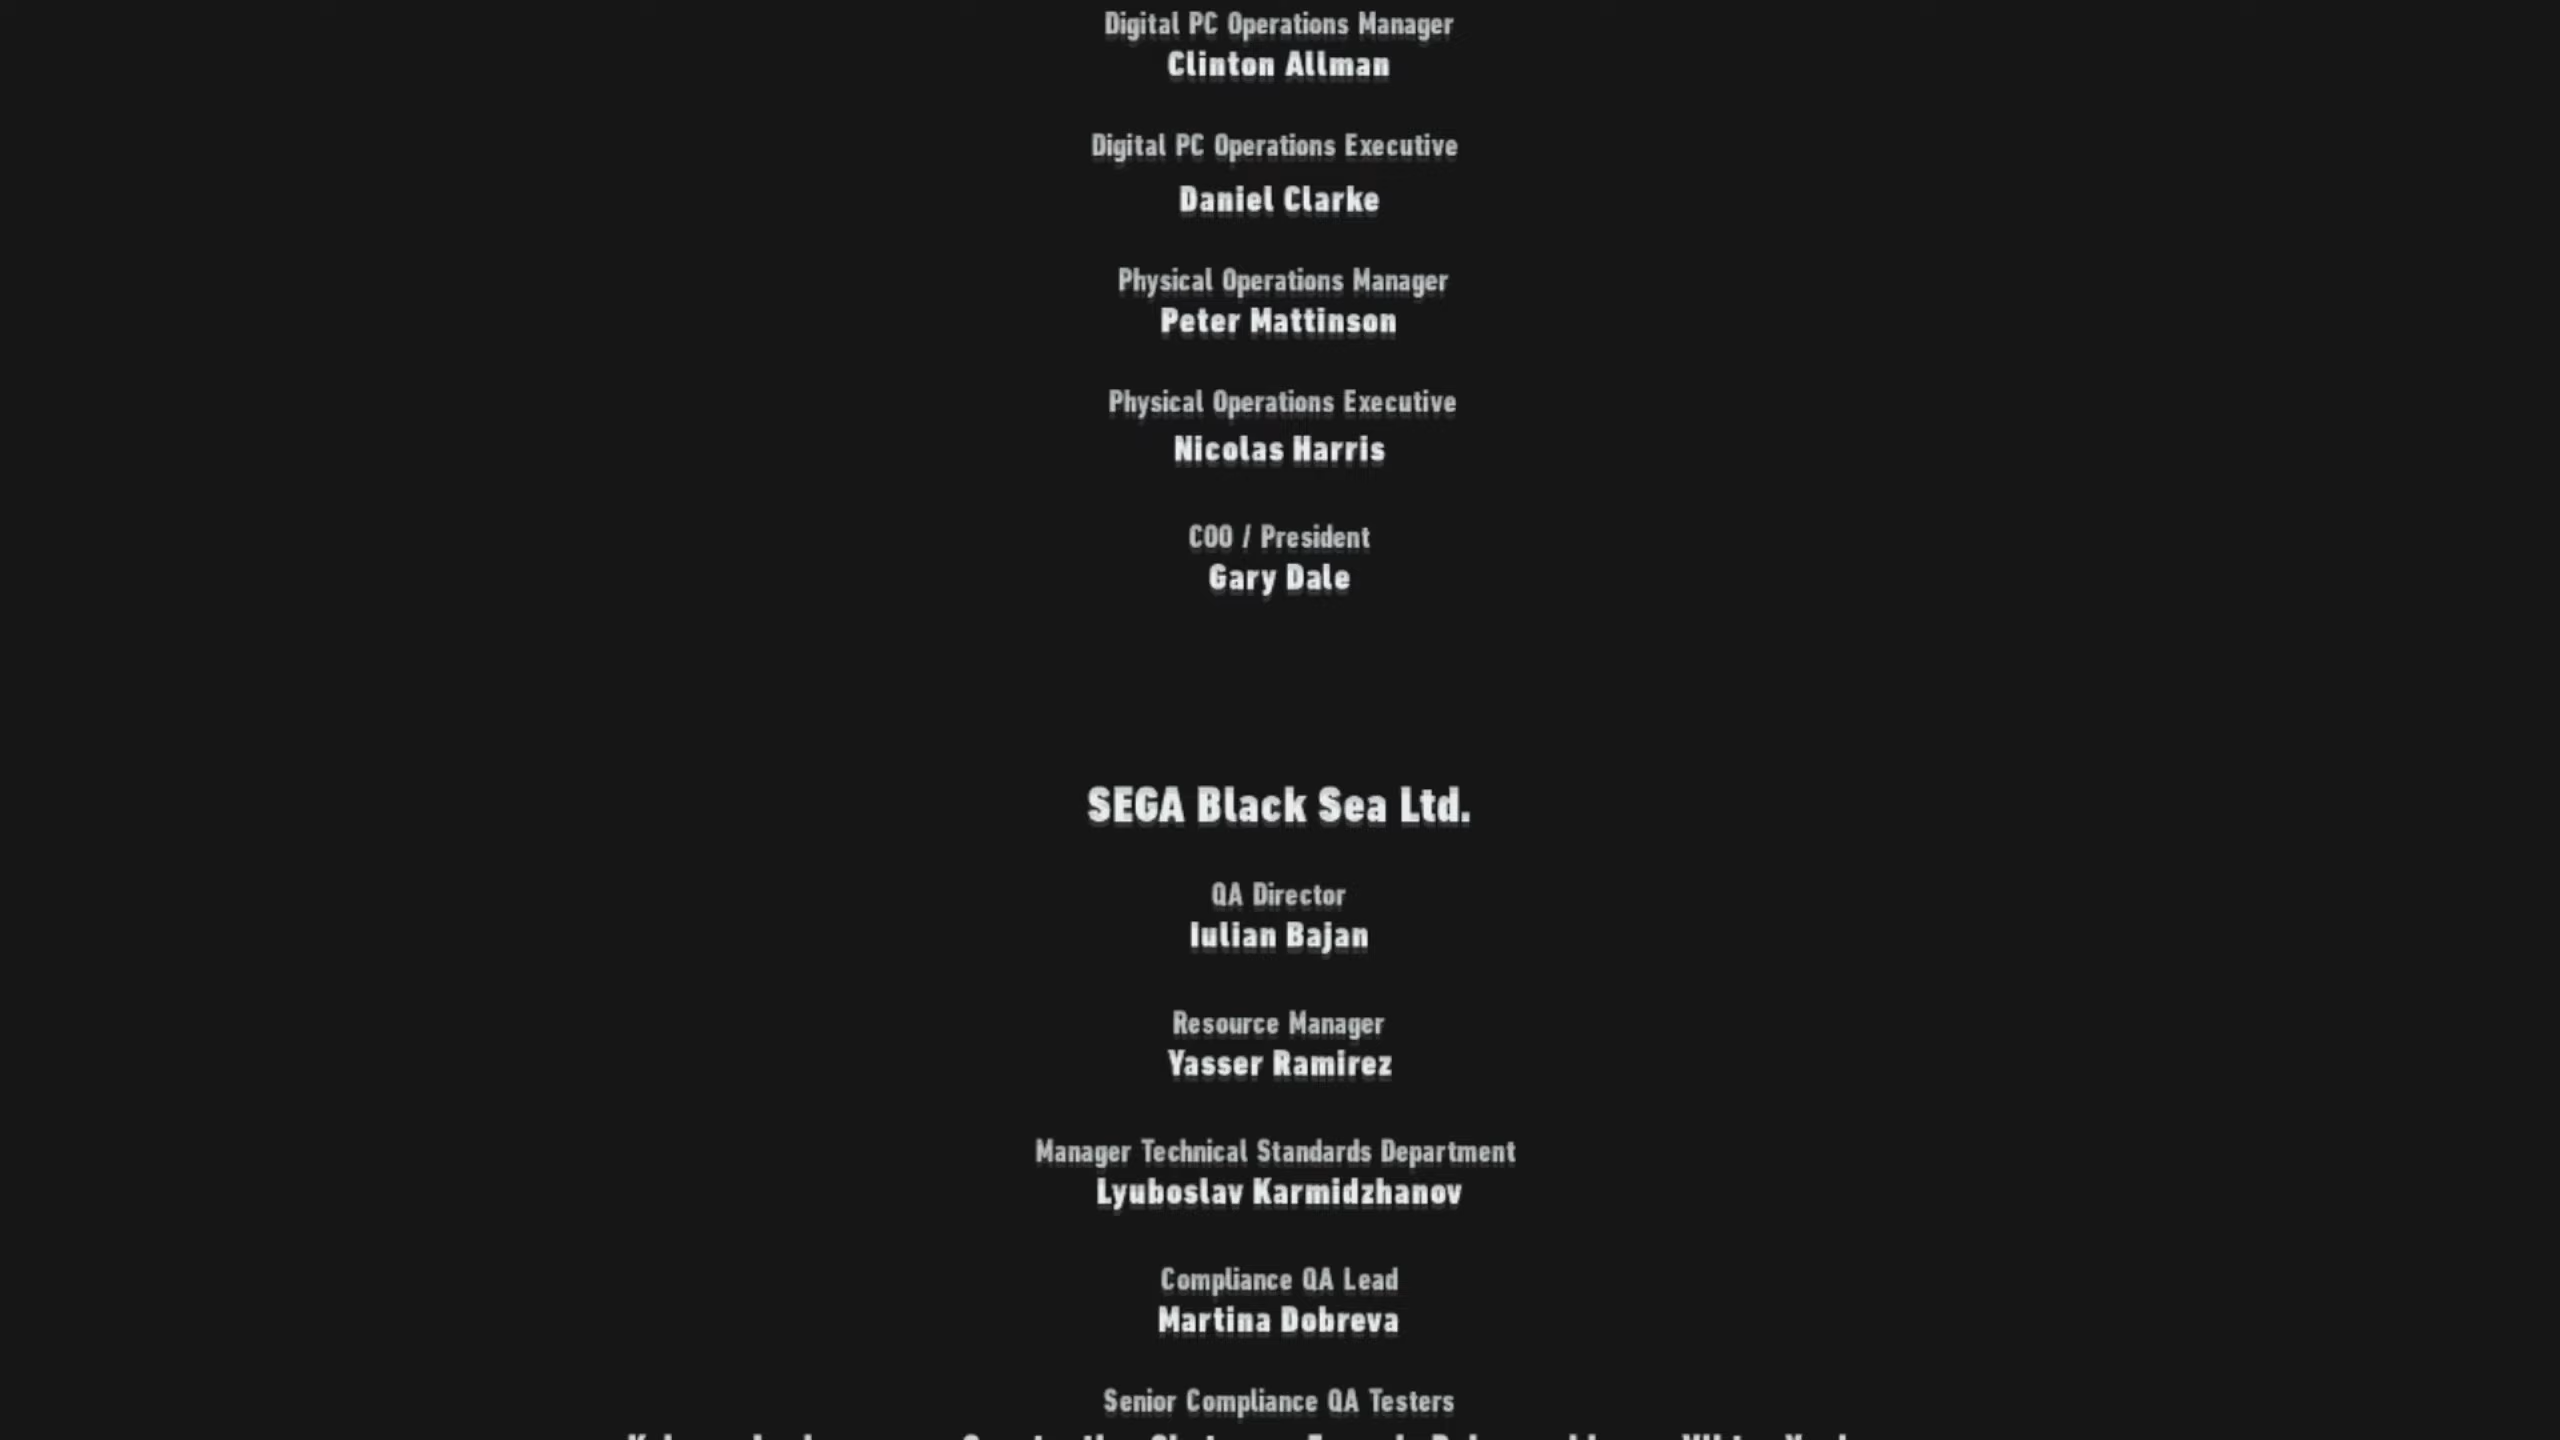 Digital PC Operations Manager
Clinton Allman
Digital PC Operations Executive
Daniel Clarke
Physical Operations Manager
Peter Mattinson
Physical Operations Executive
Nicolas Harris
COO / President
Gary Dale
SEGA Black Sea Ltd.
QA Director
Iulian Bajan
Resource Manager
Yasser Ramirez
Manager Technical Standards Department
Lyuboslav Karmidzhanov
Compliance QA Lead
Martina Dobreva
Senior Compliance QA Testers